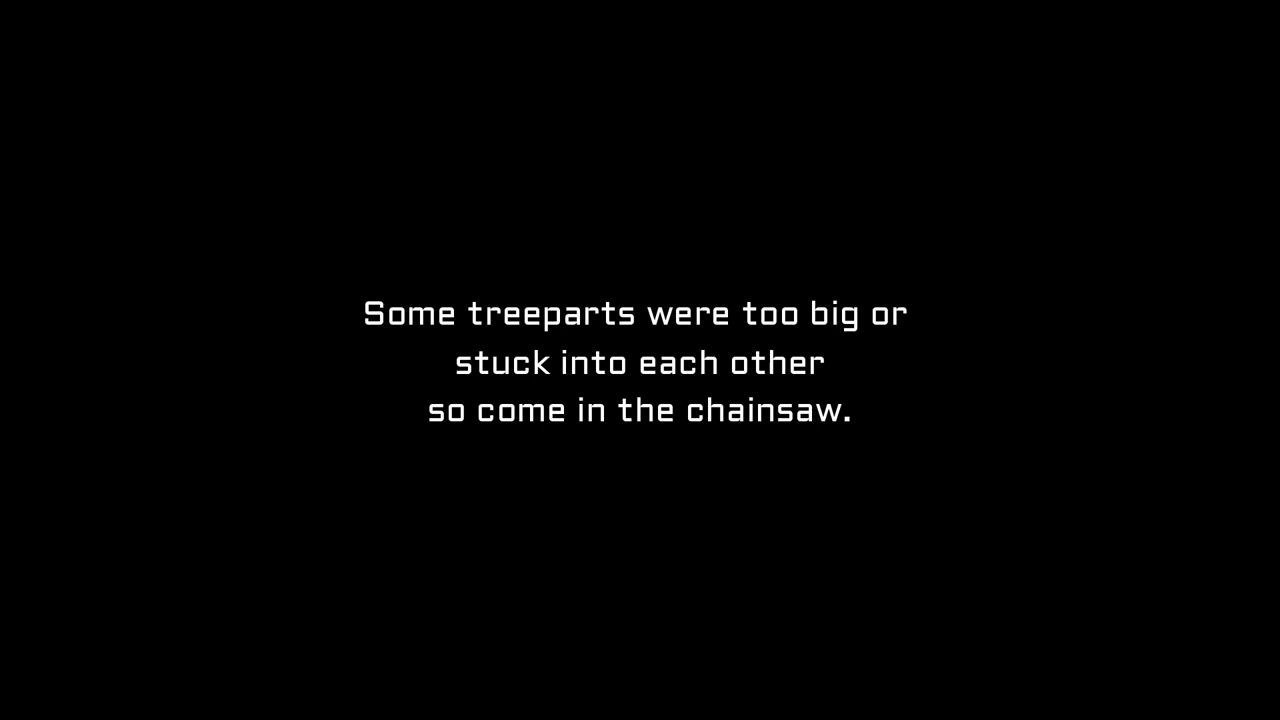 Some treeparts were too big or
stuck into each other
so come in the chainsaw.